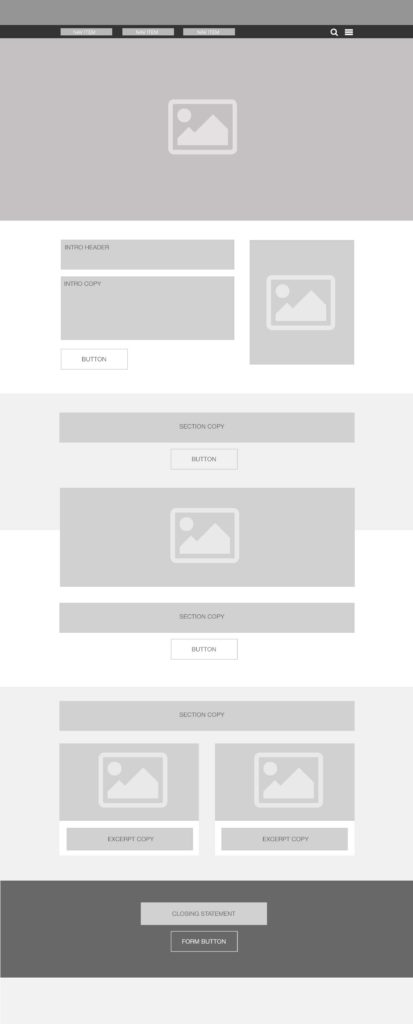 NAV ITEM
NAV ITEM
NAV ITEM
INTRO HEADER
INTRO COPY
BUTTON
SECTION COPY
BUTTON
SECTION COPY
BUTTON
SECTION COPY
EXCERPT COPY
EXCERPT COPY
CLOSING STATEMENT
FORM BUTTON